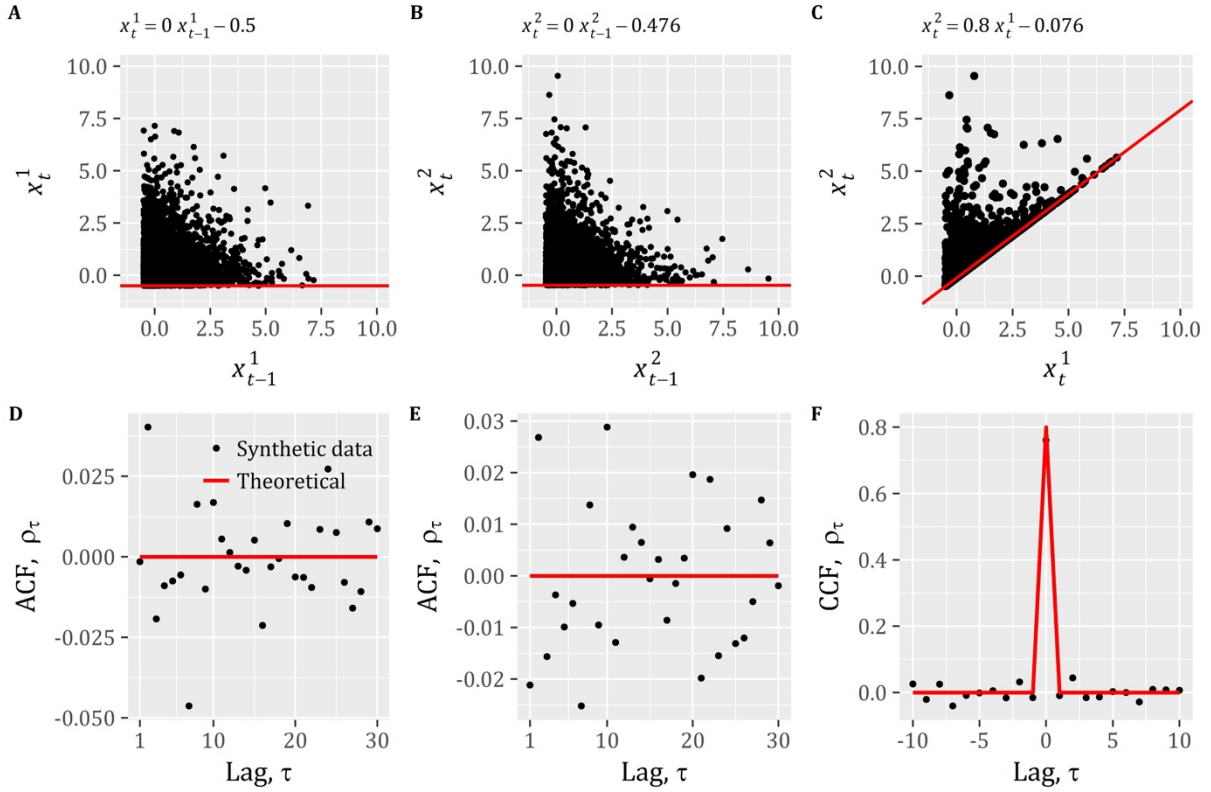 A
x_t^1 = 0 x_{t−1}^1 − 0.5
10.0
7.5
5.0
2.5
0.0
x_t^1
0.0 2.5 5.0 7.5 10.0
x_{t−1}^1
B
x_t^2 = 0 x_{t−1}^2 − 0.476
10.0
7.5
5.0
2.5
0.0
x_t^2
0.0 2.5 5.0 7.5 10.0
x_{t−1}^2
C
x_t^2 = 0.8 x_t^1 − 0.076
10.0
7.5
5.0
2.5
0.0
x_t^2
0.0 2.5 5.0 7.5 10.0
x_t^1
D
Synthetic data
Theoretical
0.025
0.000
-0.025
-0.050
ACF, ρ_τ
1 10 20 30
Lag, τ
E
0.03
0.02
0.01
0.00
-0.01
-0.02
ACF, ρ_τ
1 10 20 30
Lag, τ
F
0.8
0.6
0.4
0.2
0.0
CCF, ρ_τ
-10 -5 0 5 10
Lag, τ